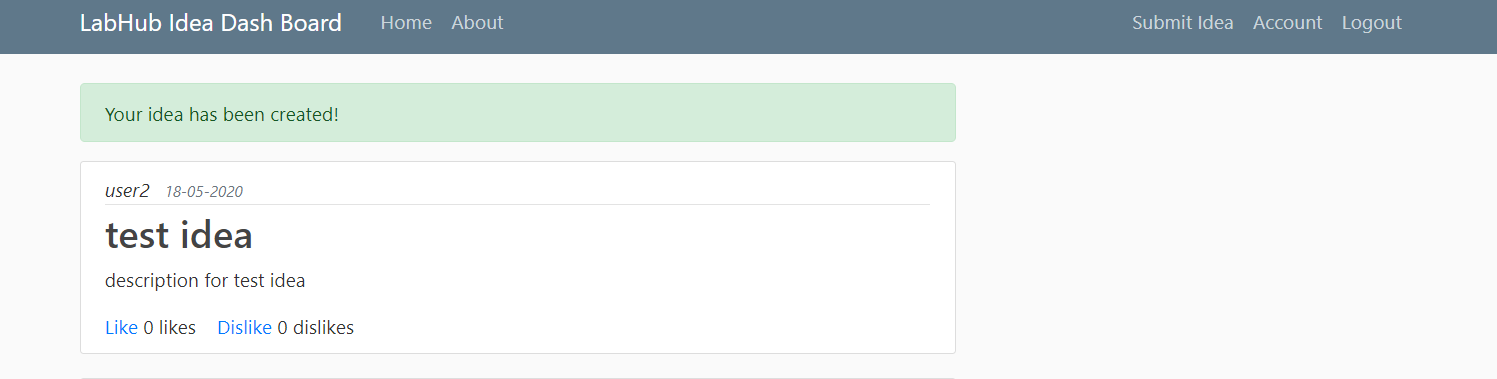 LabHub Idea Dash Board Home About Submit Idea Account Logout
Your idea has been created!
user2 18-05-2020
test idea
description for test idea
Like 0 likes Dislike 0 dislikes